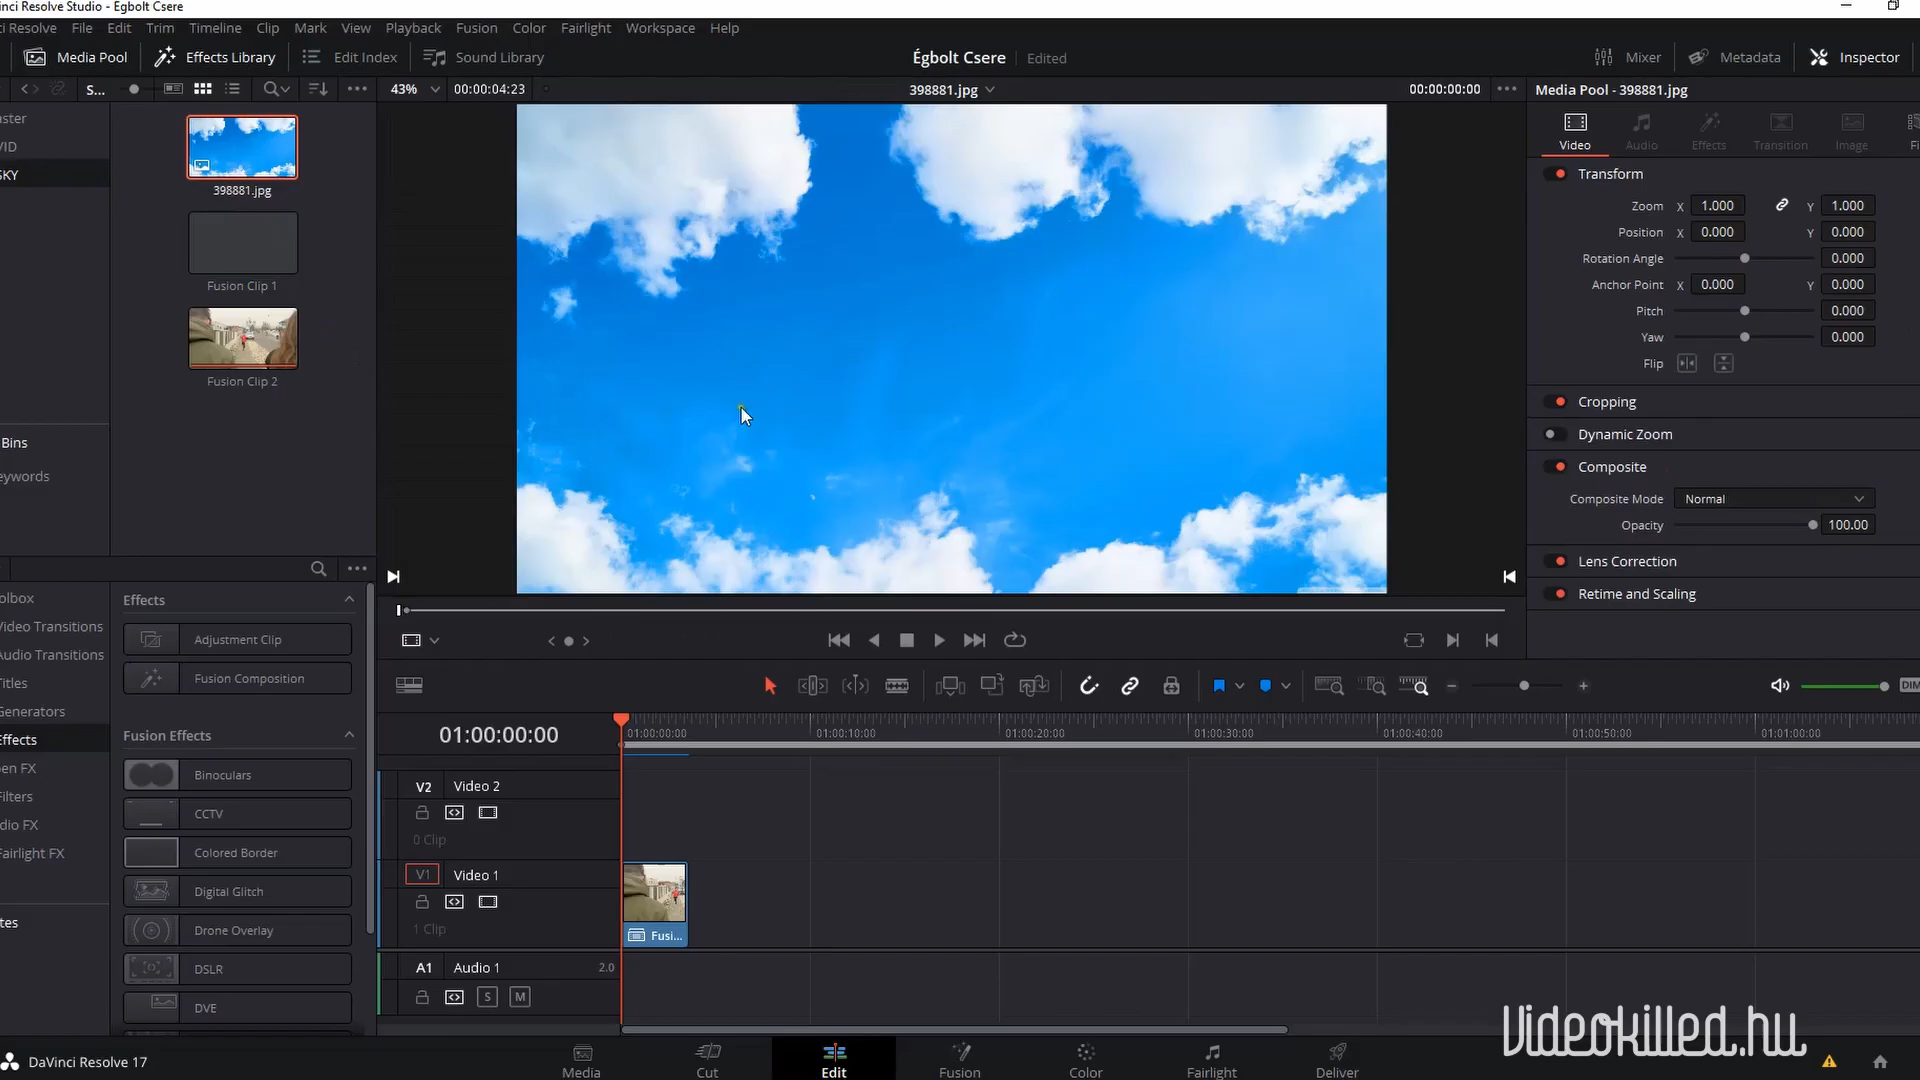 inci Resolve Studio - Egbolt Csere
ci Resolve File Edit Trim Timeline Clip Mark View Playback Fusion Color Fairlight Workspace Help
Media Pool Effects Library Edit Index Sound Library Égbolt Csere Edited Mixer Metadata Inspector
S... 43% 00:00:04:23 398881.jpg 00:00:00:00 Media Pool - 398881.jpg
aster
VID
SKY
398881.jpg
Fusion Clip 1
Fusion Clip 2
Bins
eywords
Video Audio Effects Transition Image Fi
Transform
Zoom X 1.000 Y 1.000
Position X 0.000 Y 0.000
Rotation Angle 0.000
Anchor Point X 0.000 Y 0.000
Pitch 0.000
Yaw 0.000
Flip
Cropping
Dynamic Zoom
Composite
Composite Mode Normal
Opacity 100.00
Lens Correction
Retime and Scaling
olbox
Video Transitions
Audio Transitions
Titles
Generators
Effects
en FX
Filters
dio FX
Fairlight FX
tes
Effects
Adjustment Clip
Fusion Composition
Fusion Effects
Binoculars
CCTV
Colored Border
Digital Glitch
Drone Overlay
DSLR
DVE
DIM
01:00:00:00 01:00:00:00 01:00:10:00 01:00:20:00 01:00:30:00 01:00:40:00 01:00:50:00 01:01:00:00
V2 Video 2
0 Clip
V1 Video 1
1 Clip
Fusi...
A1 Audio 1 2.0
S M
Videokilled.hu
DaVinci Resolve 17
Media Cut Edit Fusion Color Fairlight Deliver